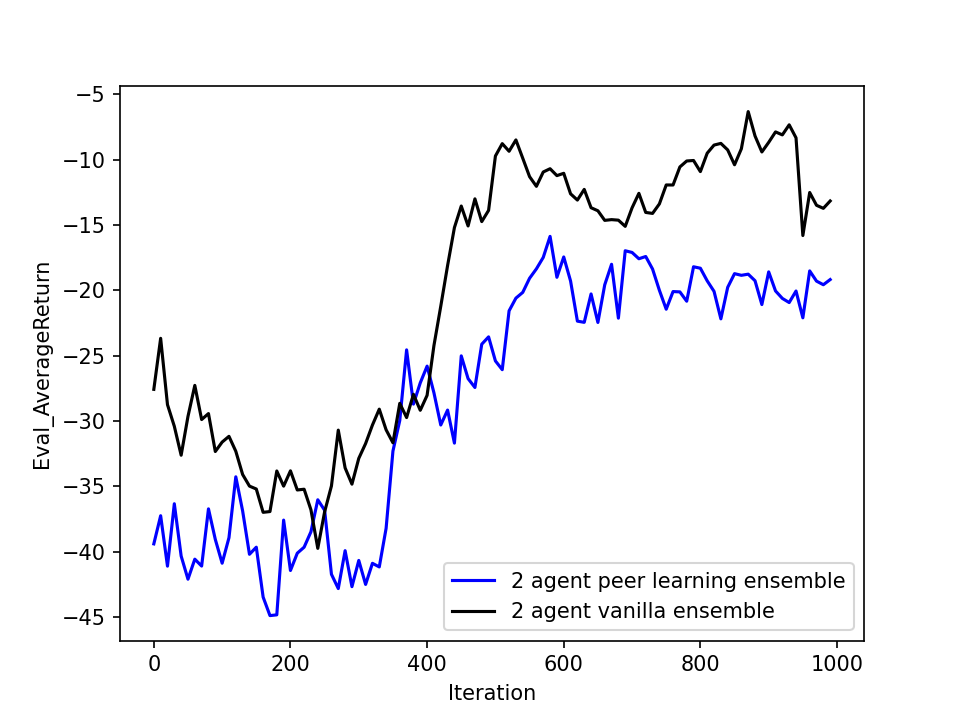 −5
−10
−15
−20
−25
−30
−35
−40
−45
Eval_AverageReturn
2 agent peer learning ensemble
2 agent vanilla ensemble
0 200 400 600 800 1000
Iteration